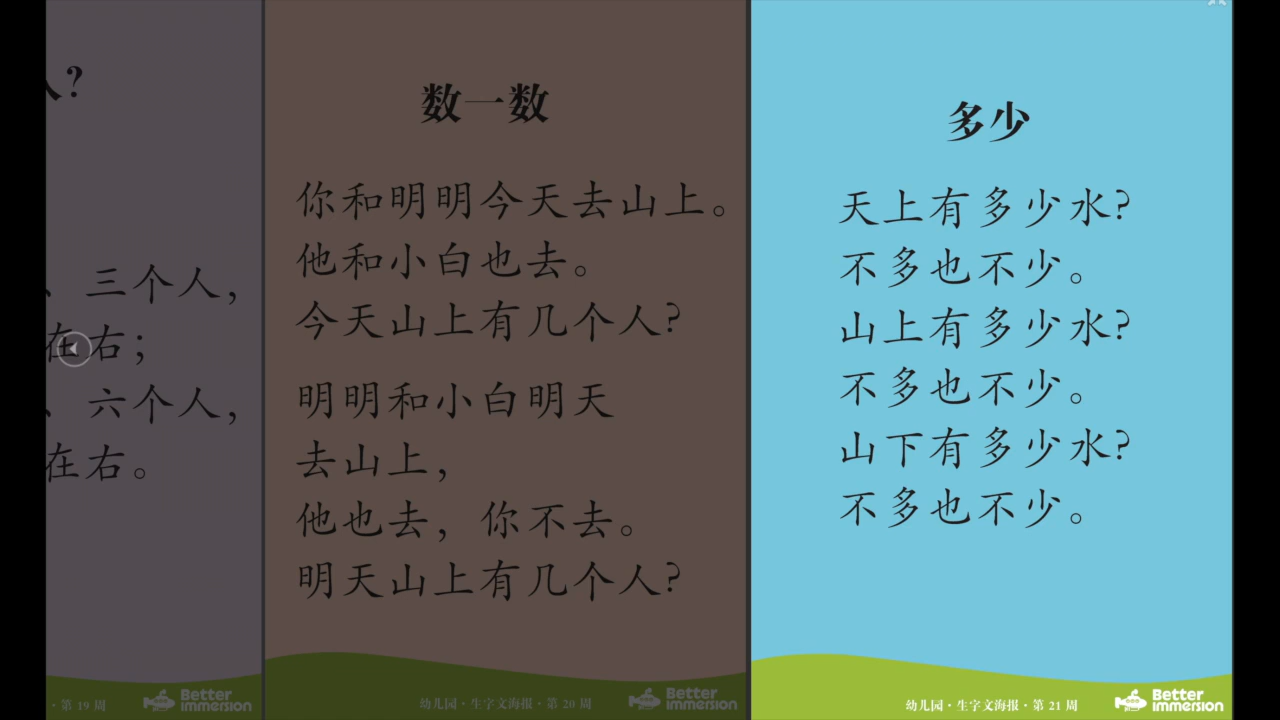 ？
、三个人，
在右；
、六个人，
在右。
·第 19 周
Better
immersion
数一数
你和明明今天去山上。
他和小白也去。
今天山上有几个人？
明明和小白明天
去山上，
他也去，你不去。
明天山上有几个人？
幼儿园·生字文海报·第 20 周
Better
immersion
多少
天上有多少水？
不多也不少。
山上有多少水？
不多也不少。
山下有多少水？
不多也不少。
幼儿园·生字文海报·第 21 周
Better
immersion